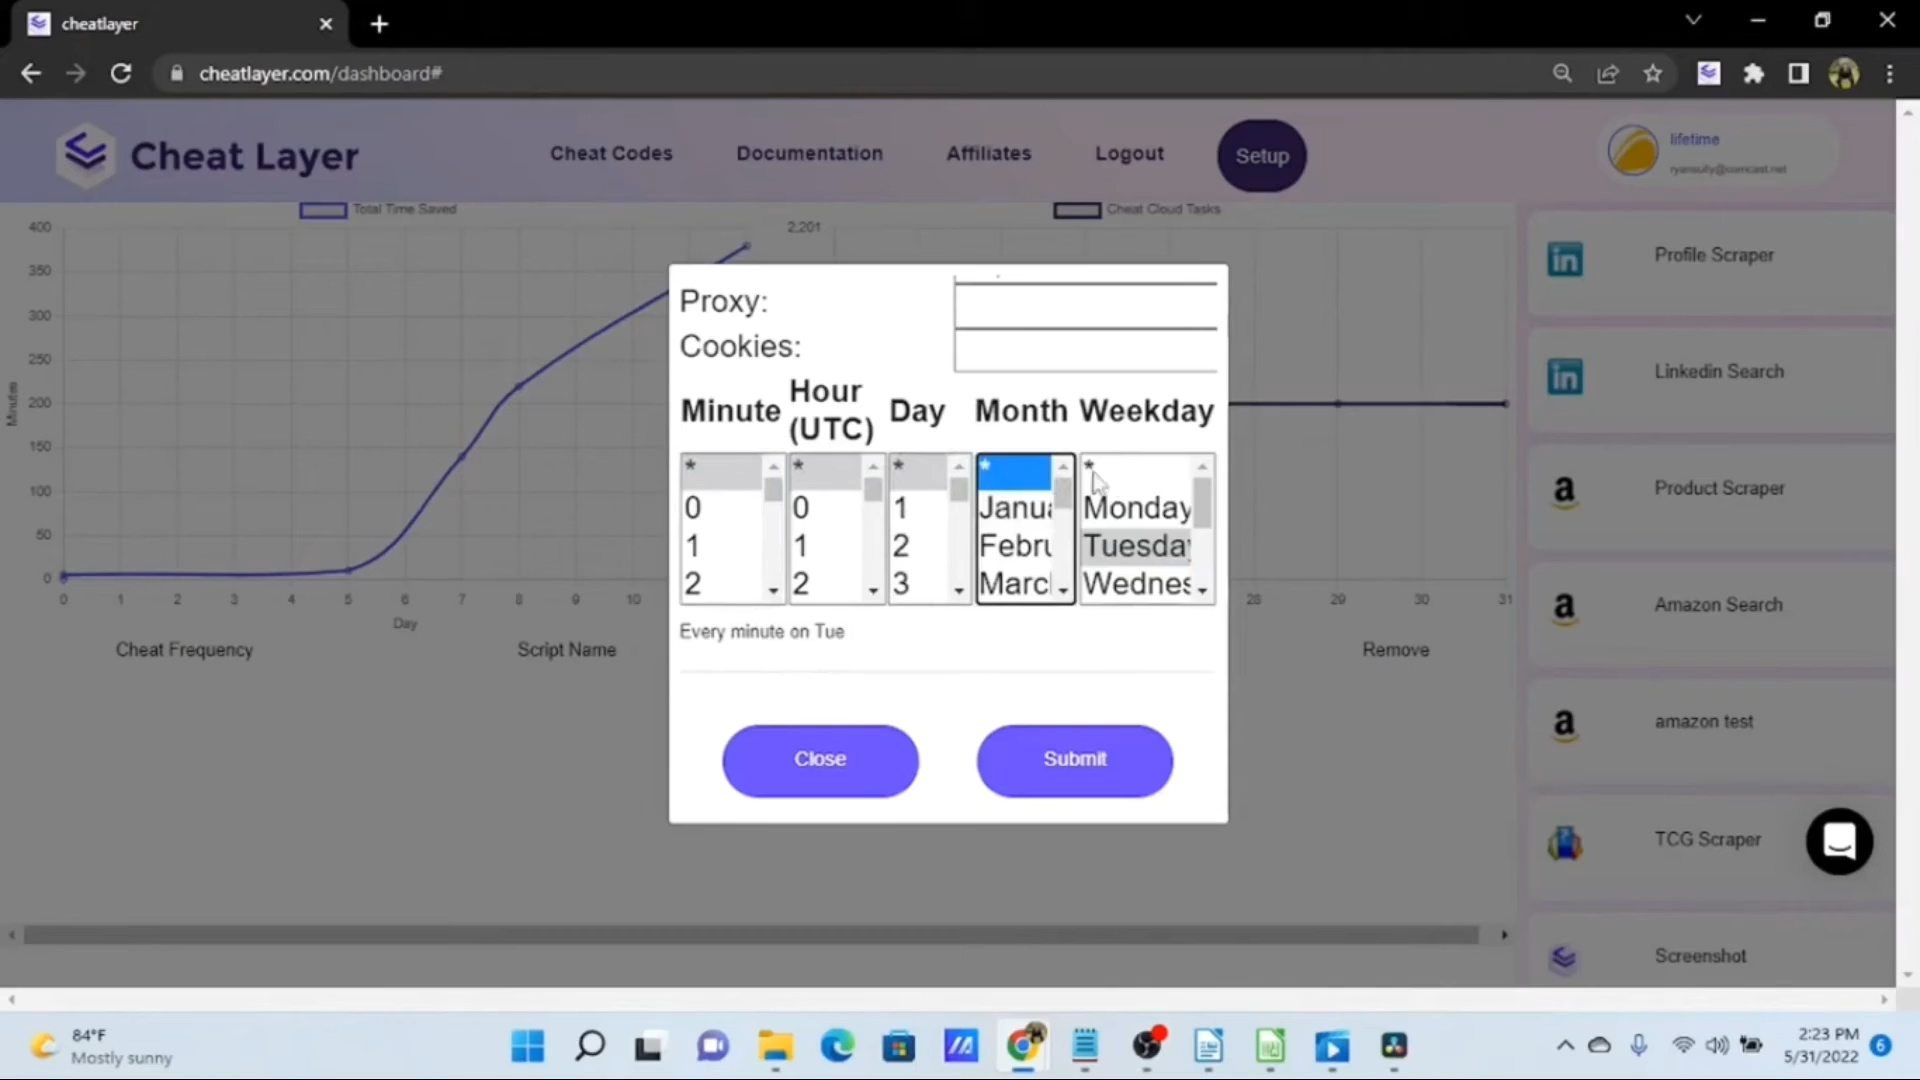 cheatlayer
cheatlayer.com/dashboard#
Cheat Layer
Cheat Codes
Documentation
Affiliates
Logout
Setup
lifetime
Total Time Saved
Cheat Cloud Tasks
400
350
300
250
200
150
100
50
0
Minutes
0 1 2 3 4 5 6 7 8 9 10
Day
2,201
28 29 30 31
Cheat Frequency
Script Name
Remove
Proxy:
Cookies:
Minute
Hour (UTC)
Day
Month
Weekday
* * * * *
0 0 1 Janua Monday
1 1 2 Febru Tuesday
2 2 3 Marc Wednes
Every minute on Tue
Close
Submit
Profile Scraper
Linkedin Search
Product Scraper
Amazon Search
amazon test
TCG Scraper
Screenshot
84°F
Mostly sunny
2:23 PM
5/31/2022
6